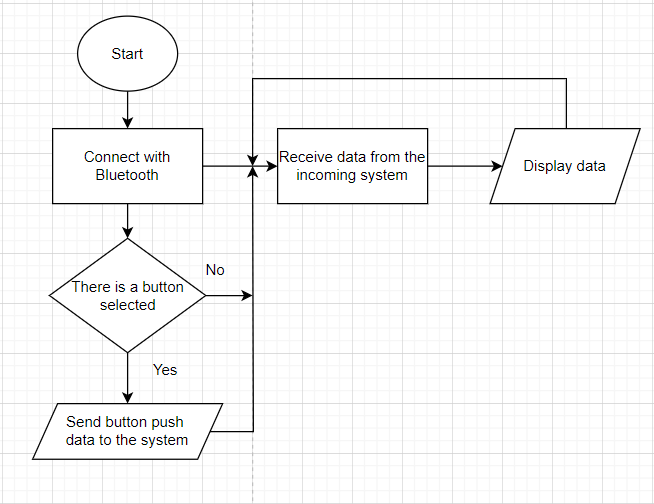 Start
Connect with
Bluetooth
Receive data from the
incoming system
Display data
There is a button
selected
No
Yes
Send button push
data to the system